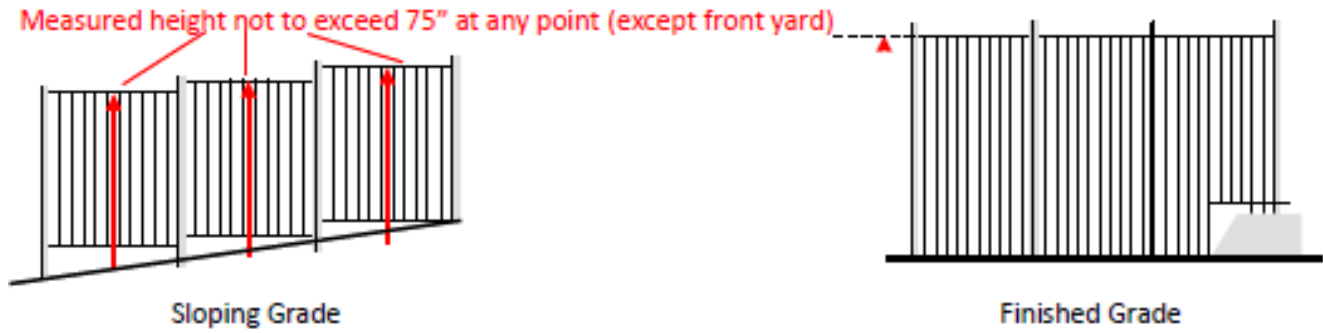 Measured height not to exceed 75” at any point (except front yard)
Sloping Grade
Finished Grade